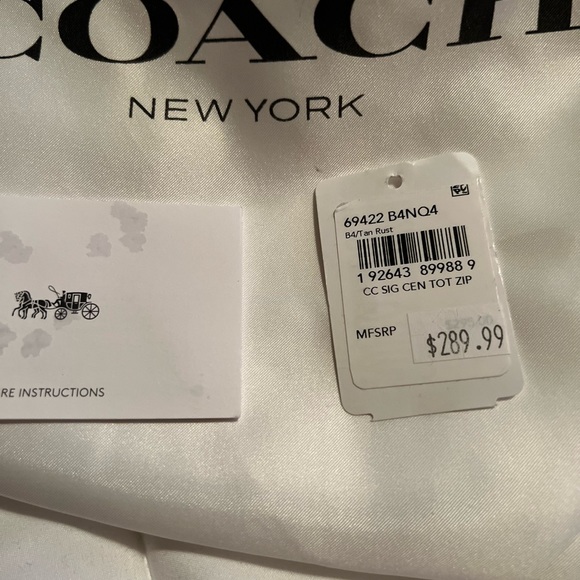 COACH
NEW YORK
69422 B4NQ4
B4/Tan Rust
1 92643 89988 9
CC SIG CEN TOT ZIP
MFSRP
$289.99
RE INSTRUCTIONS